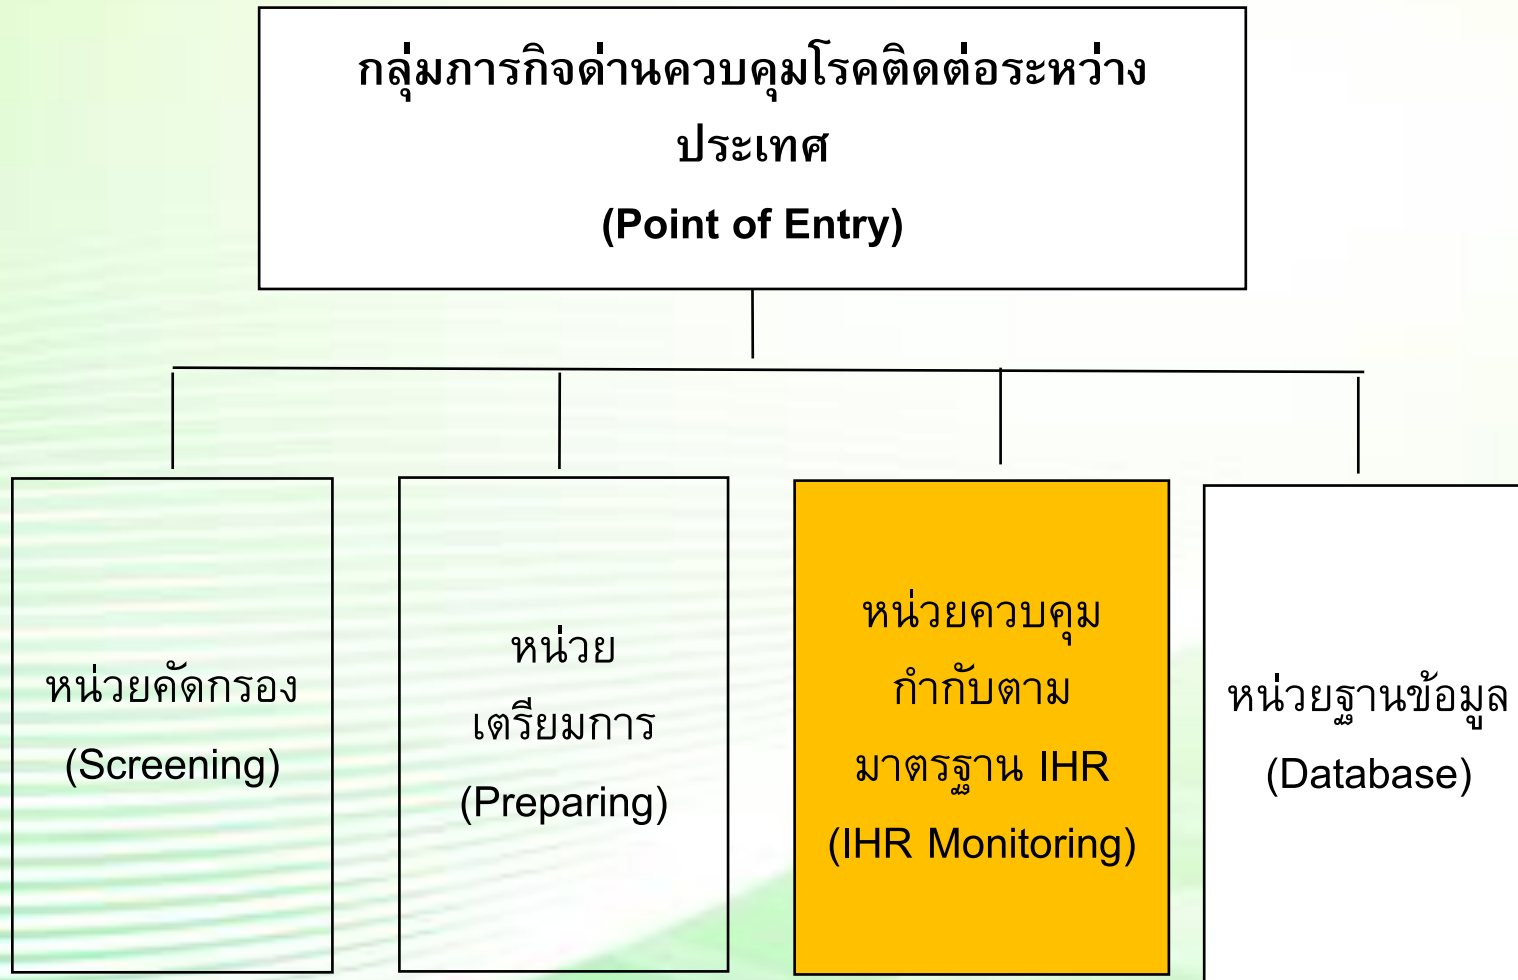 กลุ่มภารกิจด้านควบคุมโรคติดต่อระหว่าง
ประเทศ
(Point of Entry)
หน่วยคัดกรอง
(Screening)
หน่วย
เตรียมการ
(Preparing)
หน่วยควบคุม
กำกับตาม
มาตรฐาน IHR
(IHR Monitoring)
หน่วยฐานข้อมูล
(Database)